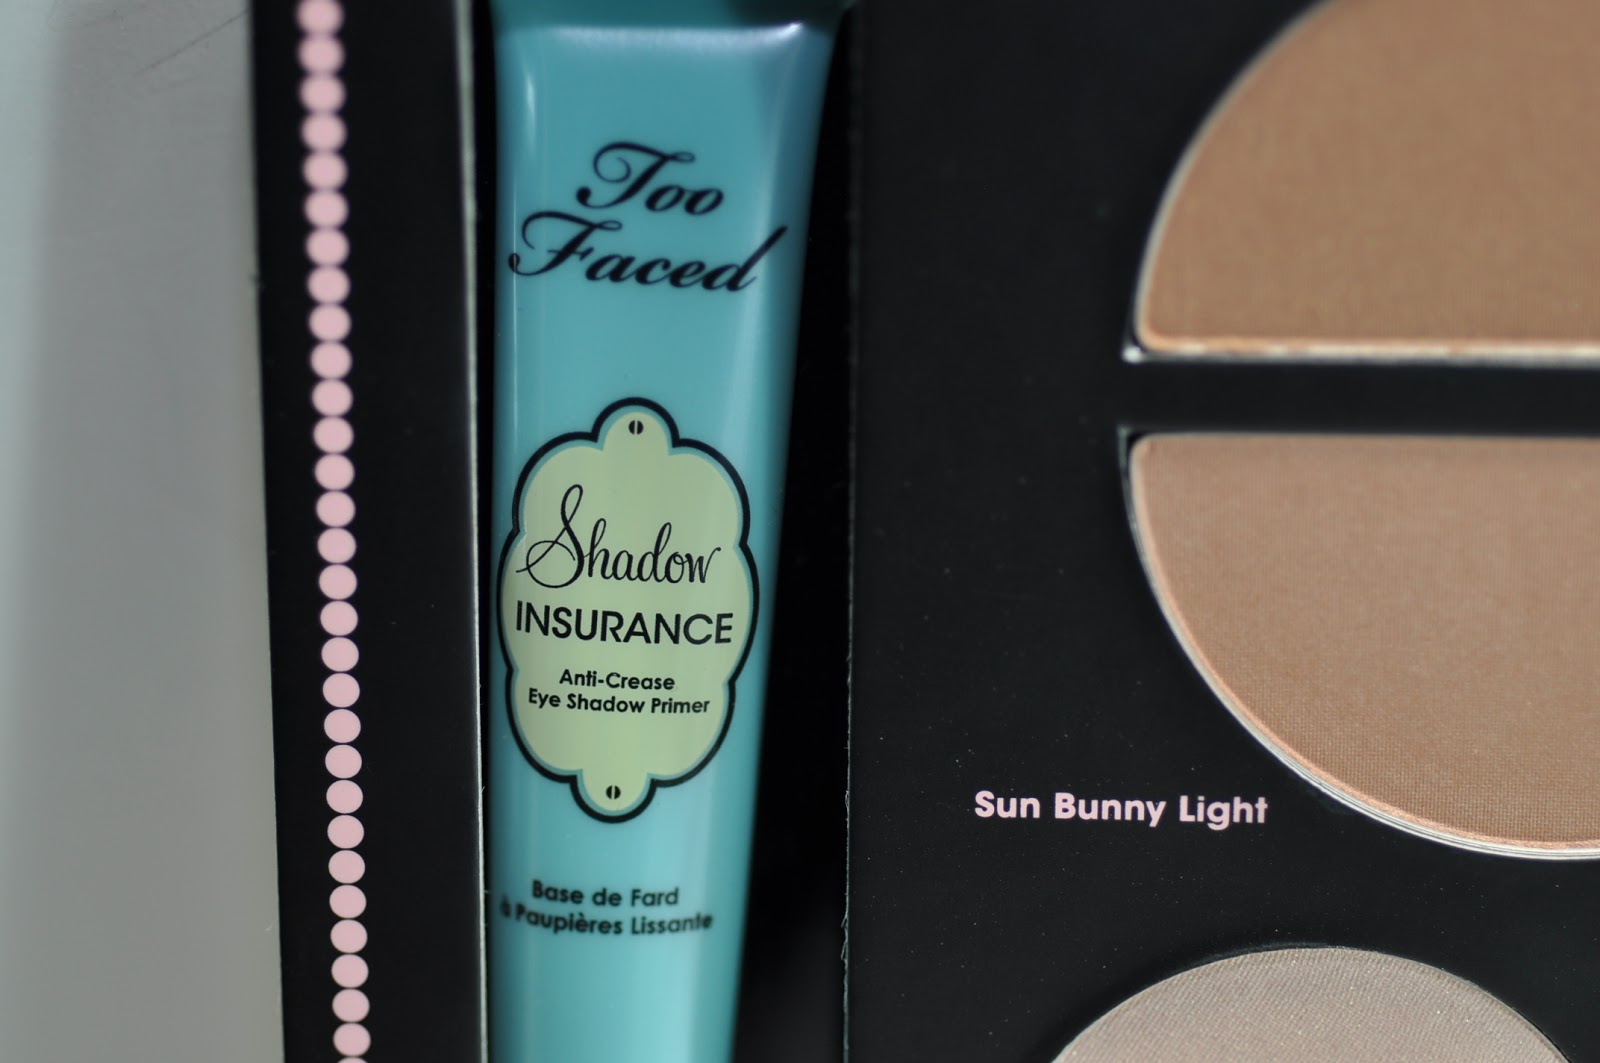 Too
Faced
Shadow
INSURANCE
Anti-Crease
Eye Shadow Primer
Base de Fard
à Paupières Lissante
Sun Bunny Light